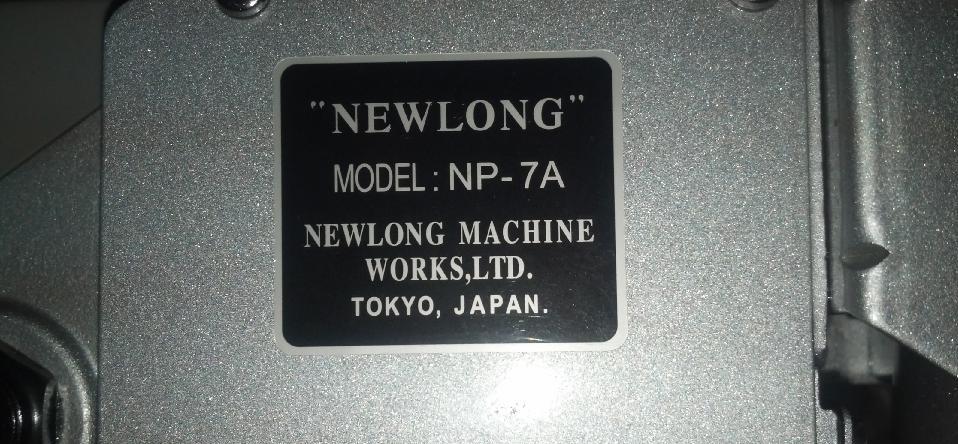 "NEWLONG"
MODEL: NP-7A
NEWLONG MACHINE
WORKS,LTD.
TOKYO, JAPAN.